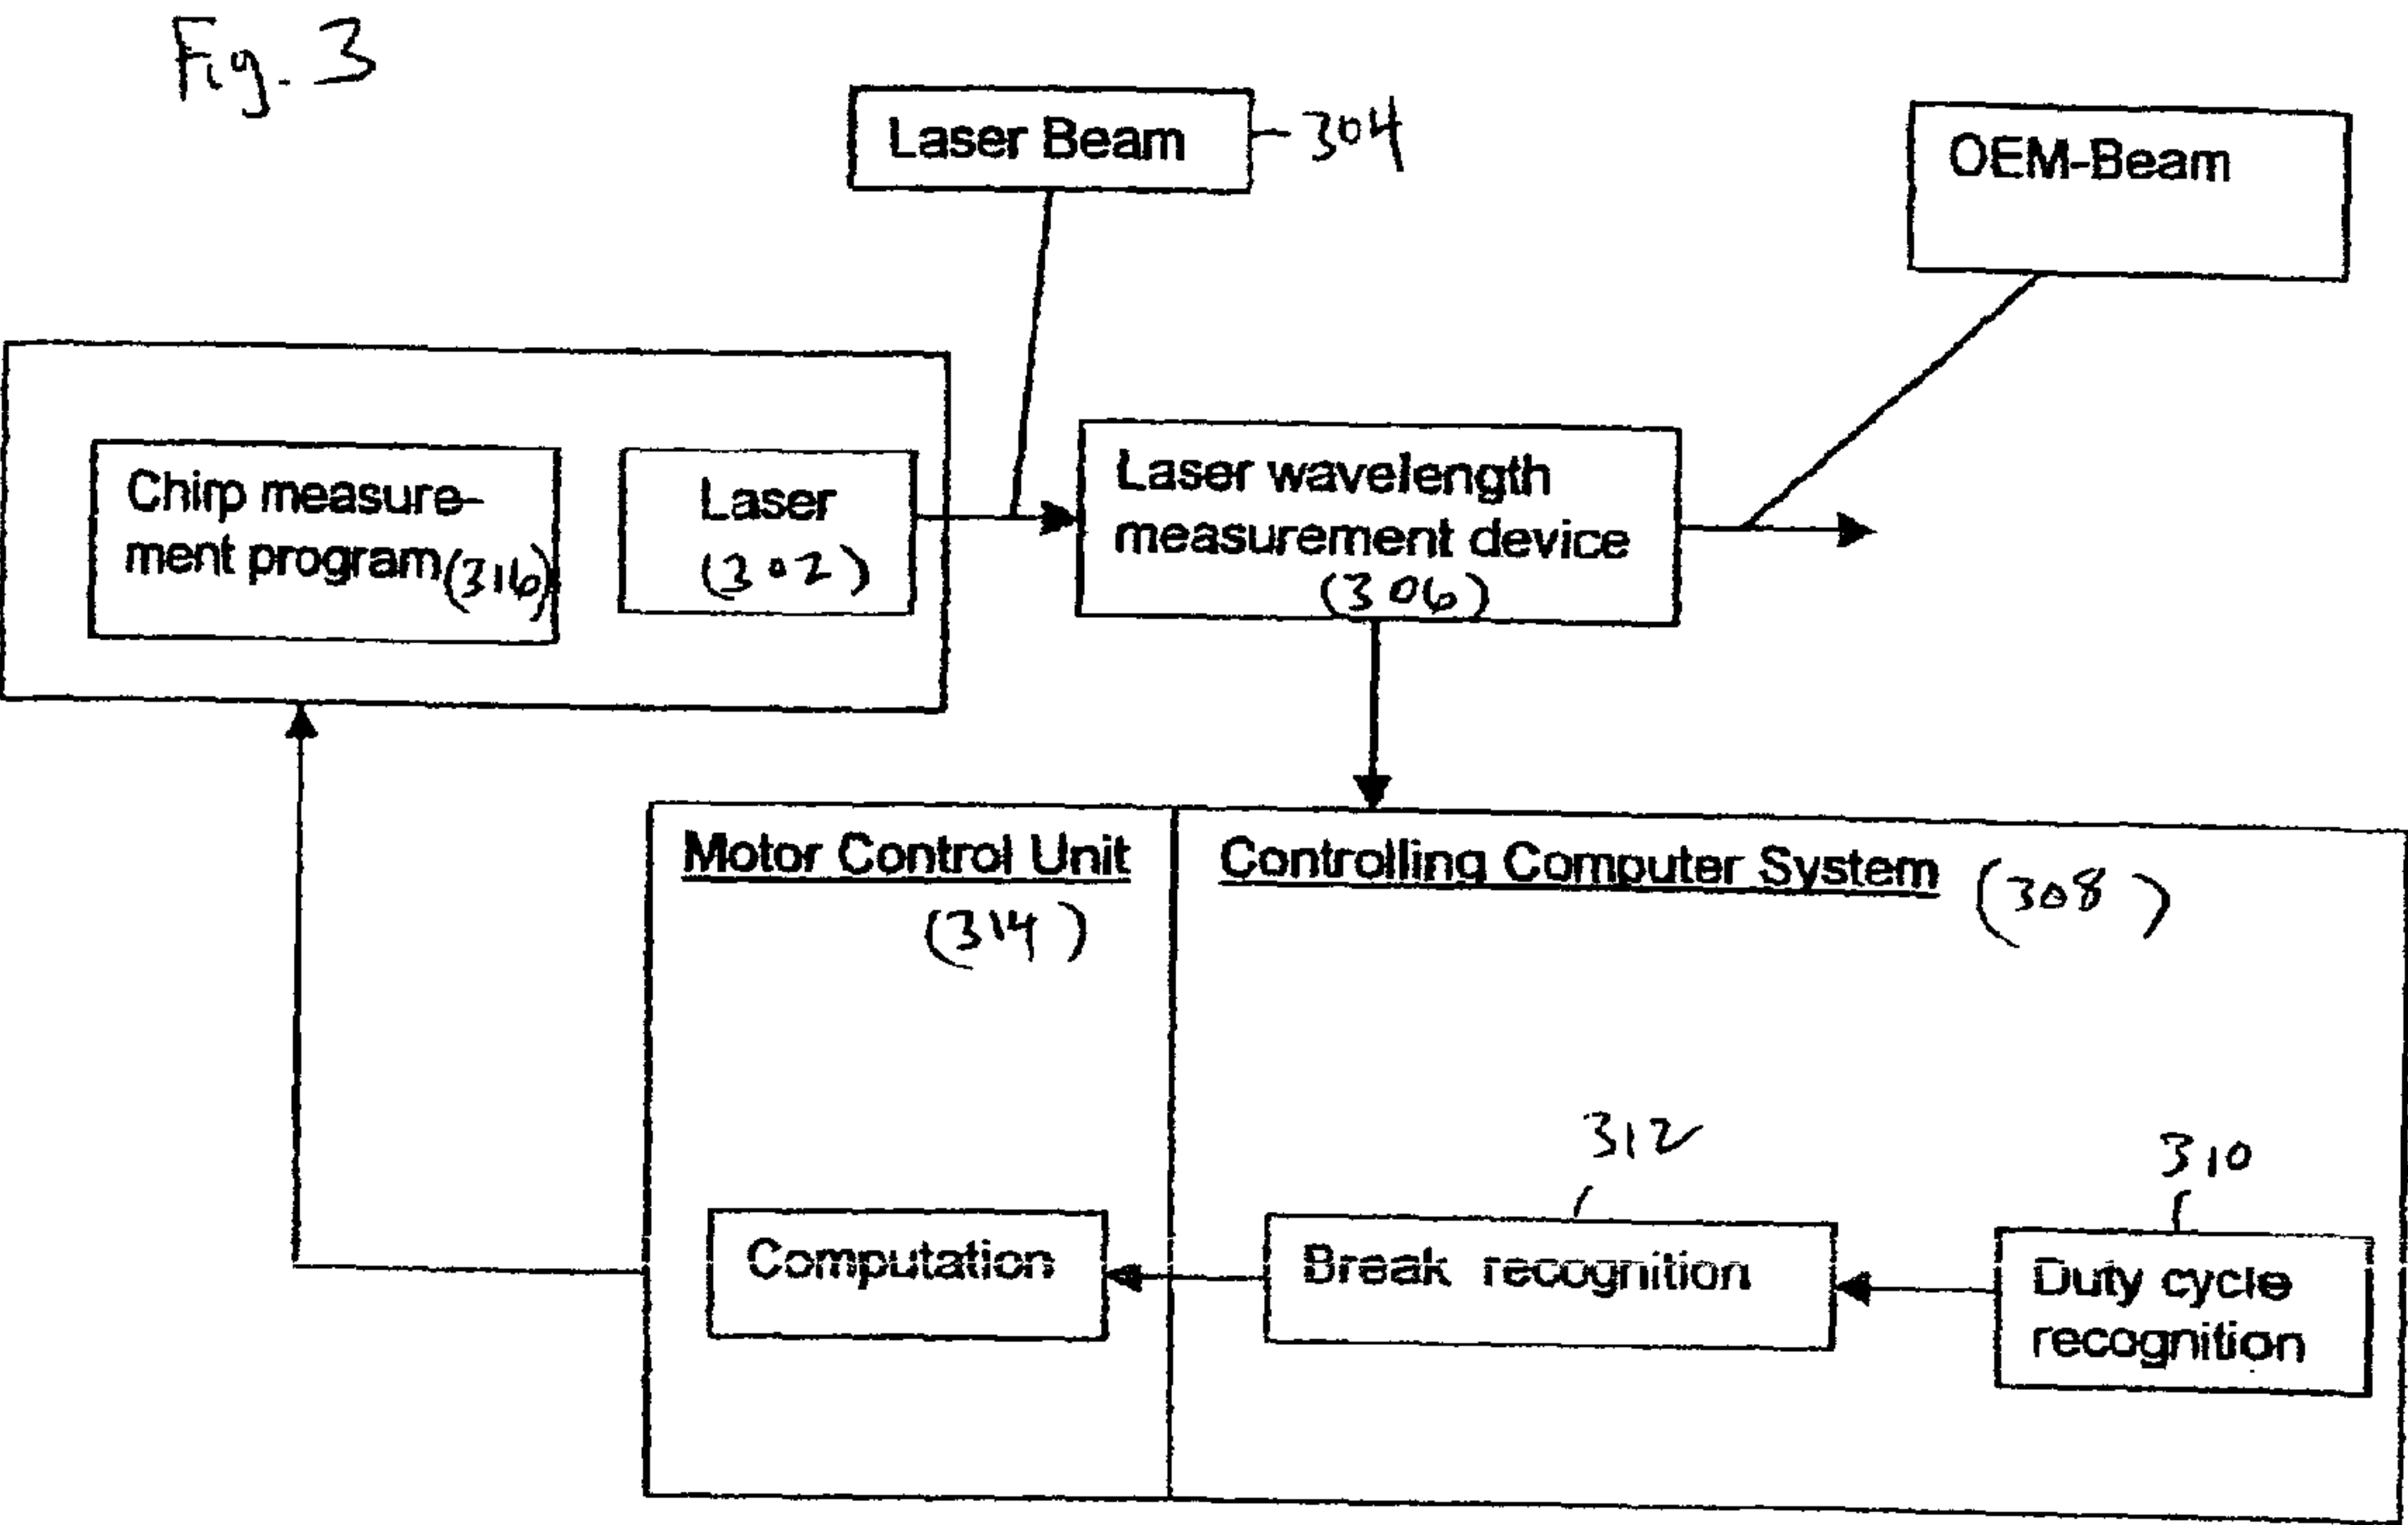 Fig. 3
Laser Beam
304
OEM-Beam
Chirp measure-
ment program (316)
Laser
(302)
Laser wavelength
measurement device
(306)
Motor Control Unit
(314)
Controlling Computer System (308)
312
310
Computation
Break recognition
Duty cycle
recognition